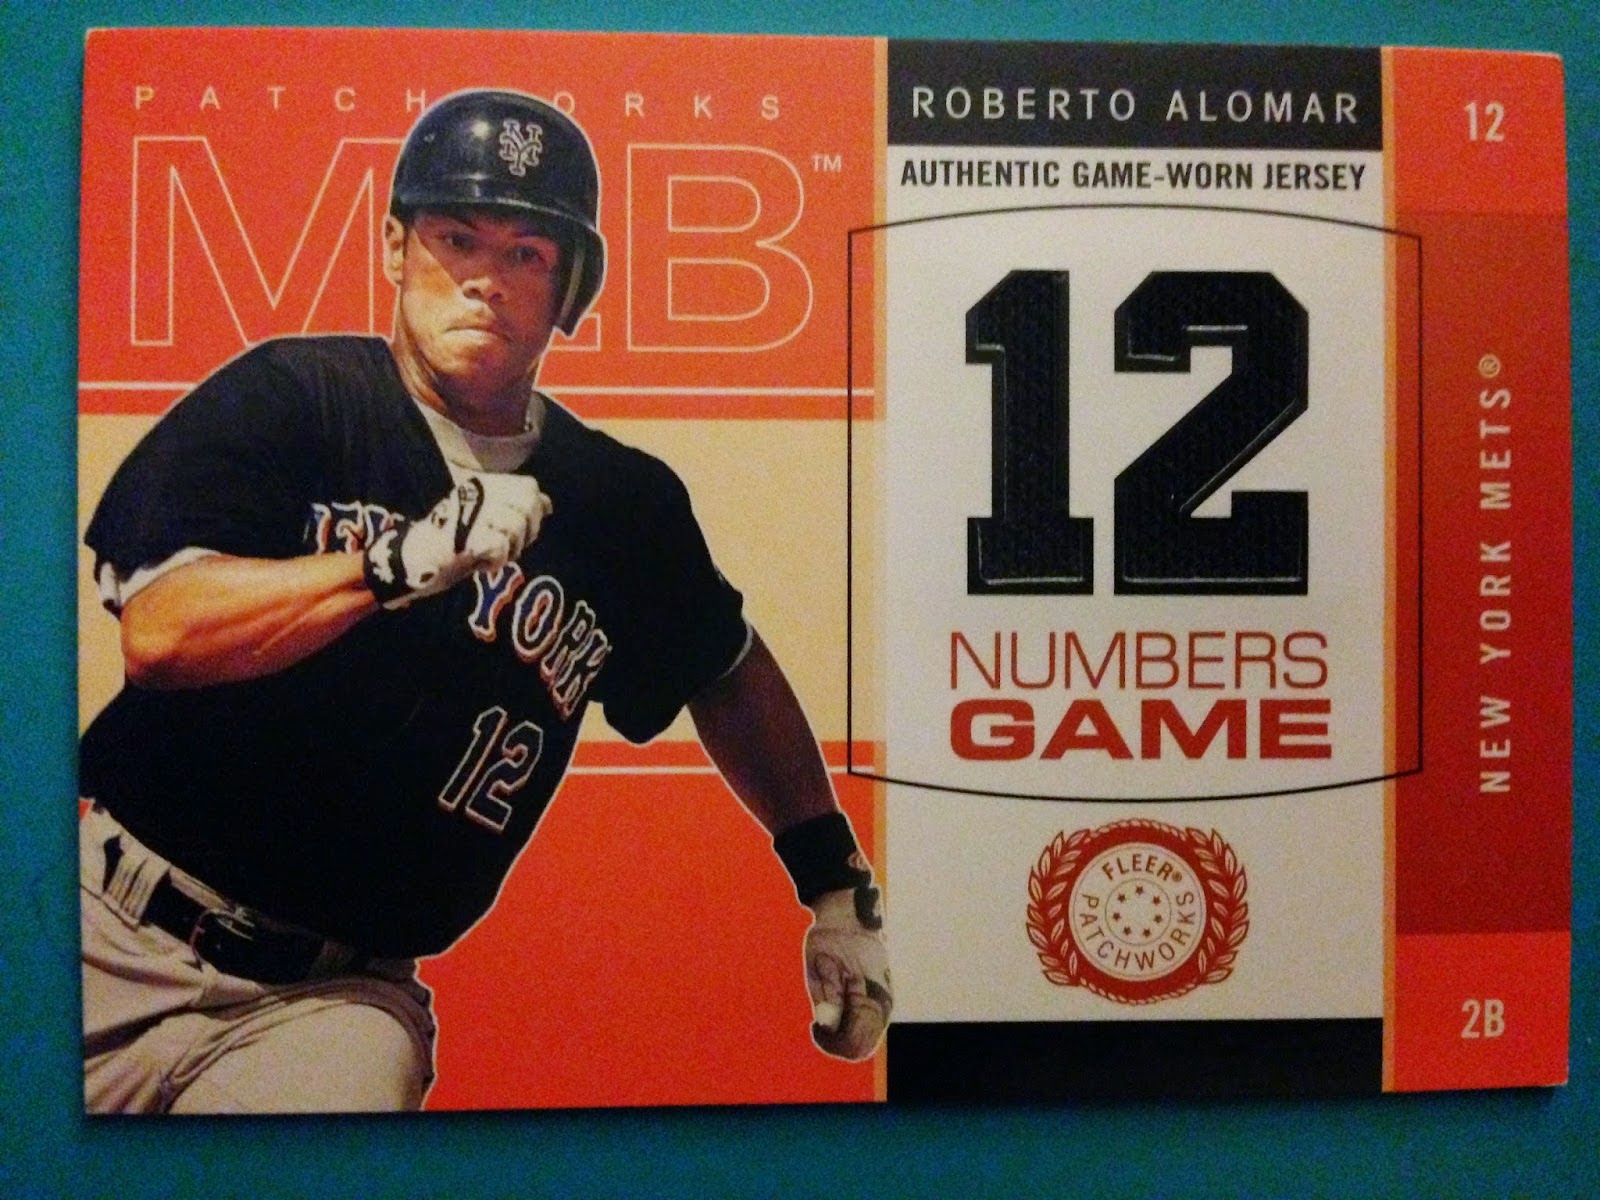 PATCHWORKS
MLB™
NY
NEW YORK
12
ROBERTO ALOMAR
AUTHENTIC GAME-WORN JERSEY
12
NUMBERS
GAME
FLEER®
PATCHWORKS
12
NEW YORK METS®
2B